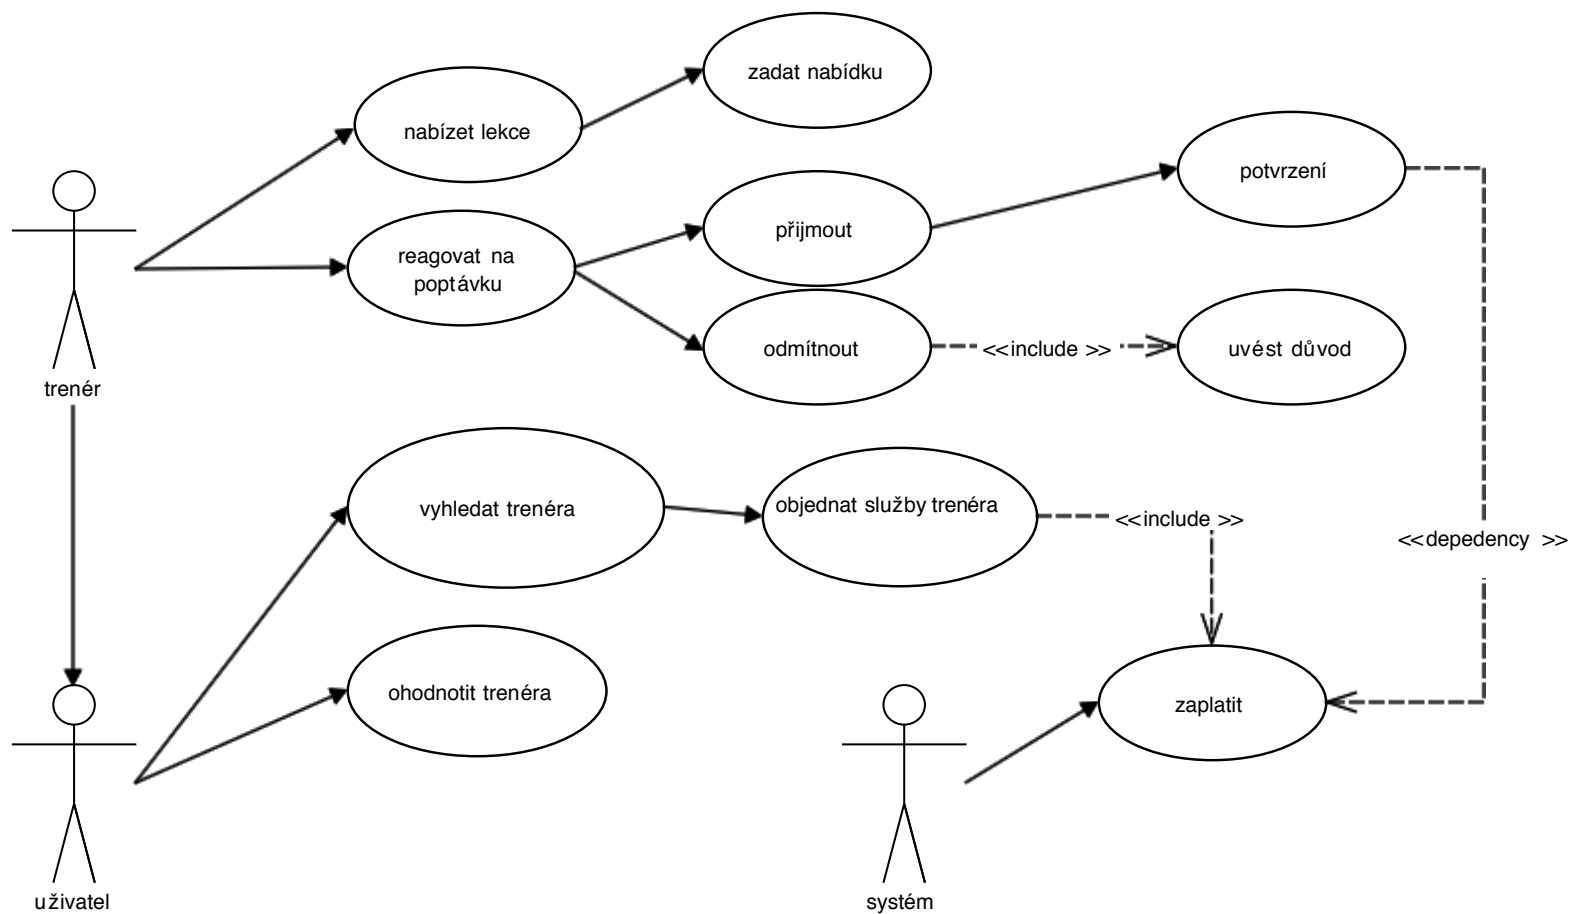 zadat nabídku
nabízet lekce
potvrzení
přijmout
reagovat na
poptávku
odmítnout
<<include >>
uvést důvod
trenér
vyhledat trenéra
objednat služby trenéra
<<include >>
<<depedency >>
ohodnotit trenéra
zaplatit
uživatel
systém